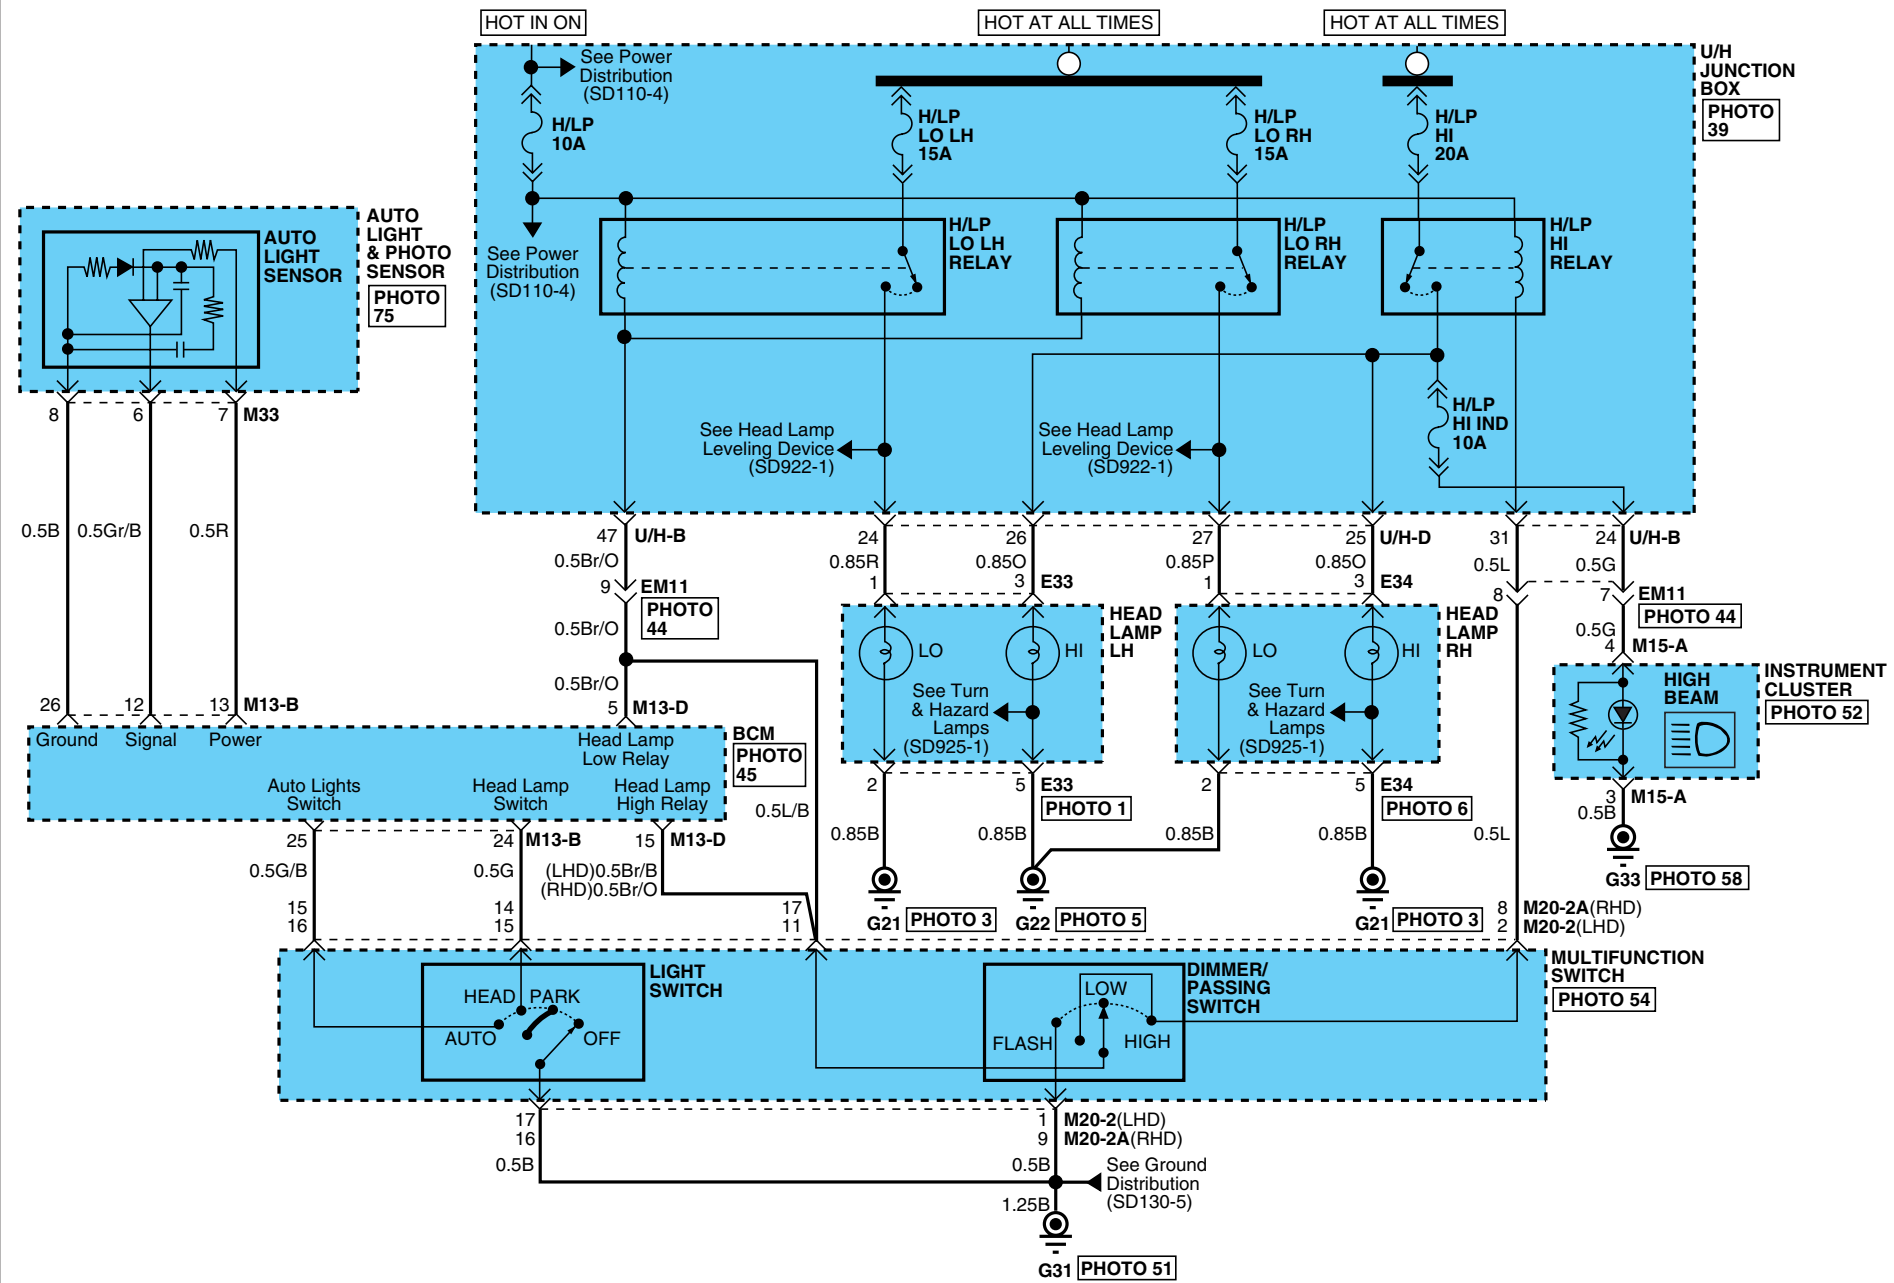 HOT IN ON
HOT AT ALL TIMES
HOT AT ALL TIMES
See Power
Distribution
(SD110-4)
U/H
JUNCTION
BOX
PHOTO
39
H/LP
10A
H/LP
LO LH
15A
H/LP
LO RH
15A
H/LP
HI
20A
AUTO
LIGHT
& PHOTO
SENSOR
PHOTO
75
AUTO
LIGHT
SENSOR
See Power
Distribution
(SD110-4)
H/LP
LO LH
RELAY
H/LP
LO RH
RELAY
H/LP
HI
RELAY
8
6
7
M33
H/LP
HI IND
10A
See Head Lamp
Leveling Device
(SD922-1)
See Head Lamp
Leveling Device
(SD922-1)
0.5B
0.5Gr/B
0.5R
47
U/H-B
24
26
27
25
U/H-D
31
24
U/H-B
0.5Br/O
0.85R
0.85O
0.85P
0.85O
0.5L
0.5G
9
EM11
PHOTO
44
1
3
E33
1
3
E34
8
7
EM11
PHOTO 44
0.5Br/O
0.5G
4
M15-A
HEAD
LAMP
LH
LO
HI
See Turn
& Hazard
Lamps
(SD925-1)
HEAD
LAMP
RH
LO
HI
See Turn
& Hazard
Lamps
(SD925-1)
INSTRUMENT
CLUSTER
PHOTO 52
HIGH
BEAM
0.5Br/O
5
M13-D
26
12
13
M13-B
Ground
Signal
Power
Head Lamp
Low Relay
BCM
PHOTO
45
Auto Lights
Switch
Head Lamp
Switch
Head Lamp
High Relay
2
5
E33
PHOTO 1
2
5
E34
PHOTO 6
3
M15-A
0.5B
0.5L/B
25
24
M13-B
15
M13-D
0.85B
0.85B
0.85B
0.85B
0.5L
0.5G/B
0.5G
(LHD)0.5Br/B
(RHD)0.5Br/O
G33
PHOTO 58
15
16
14
15
17
11
G21
PHOTO 3
G22
PHOTO 5
G21
PHOTO 3
8
M20-2A(RHD)
2
M20-2(LHD)
LIGHT
SWITCH
HEAD
PARK
AUTO
OFF
DIMMER/
PASSING
SWITCH
LOW
FLASH
HIGH
MULTIFUNCTION
SWITCH
PHOTO 54
17
16
1
M20-2(LHD)
9
M20-2A(RHD)
0.5B
0.5B
See Ground
Distribution
(SD130-5)
1.25B
G31
PHOTO 51